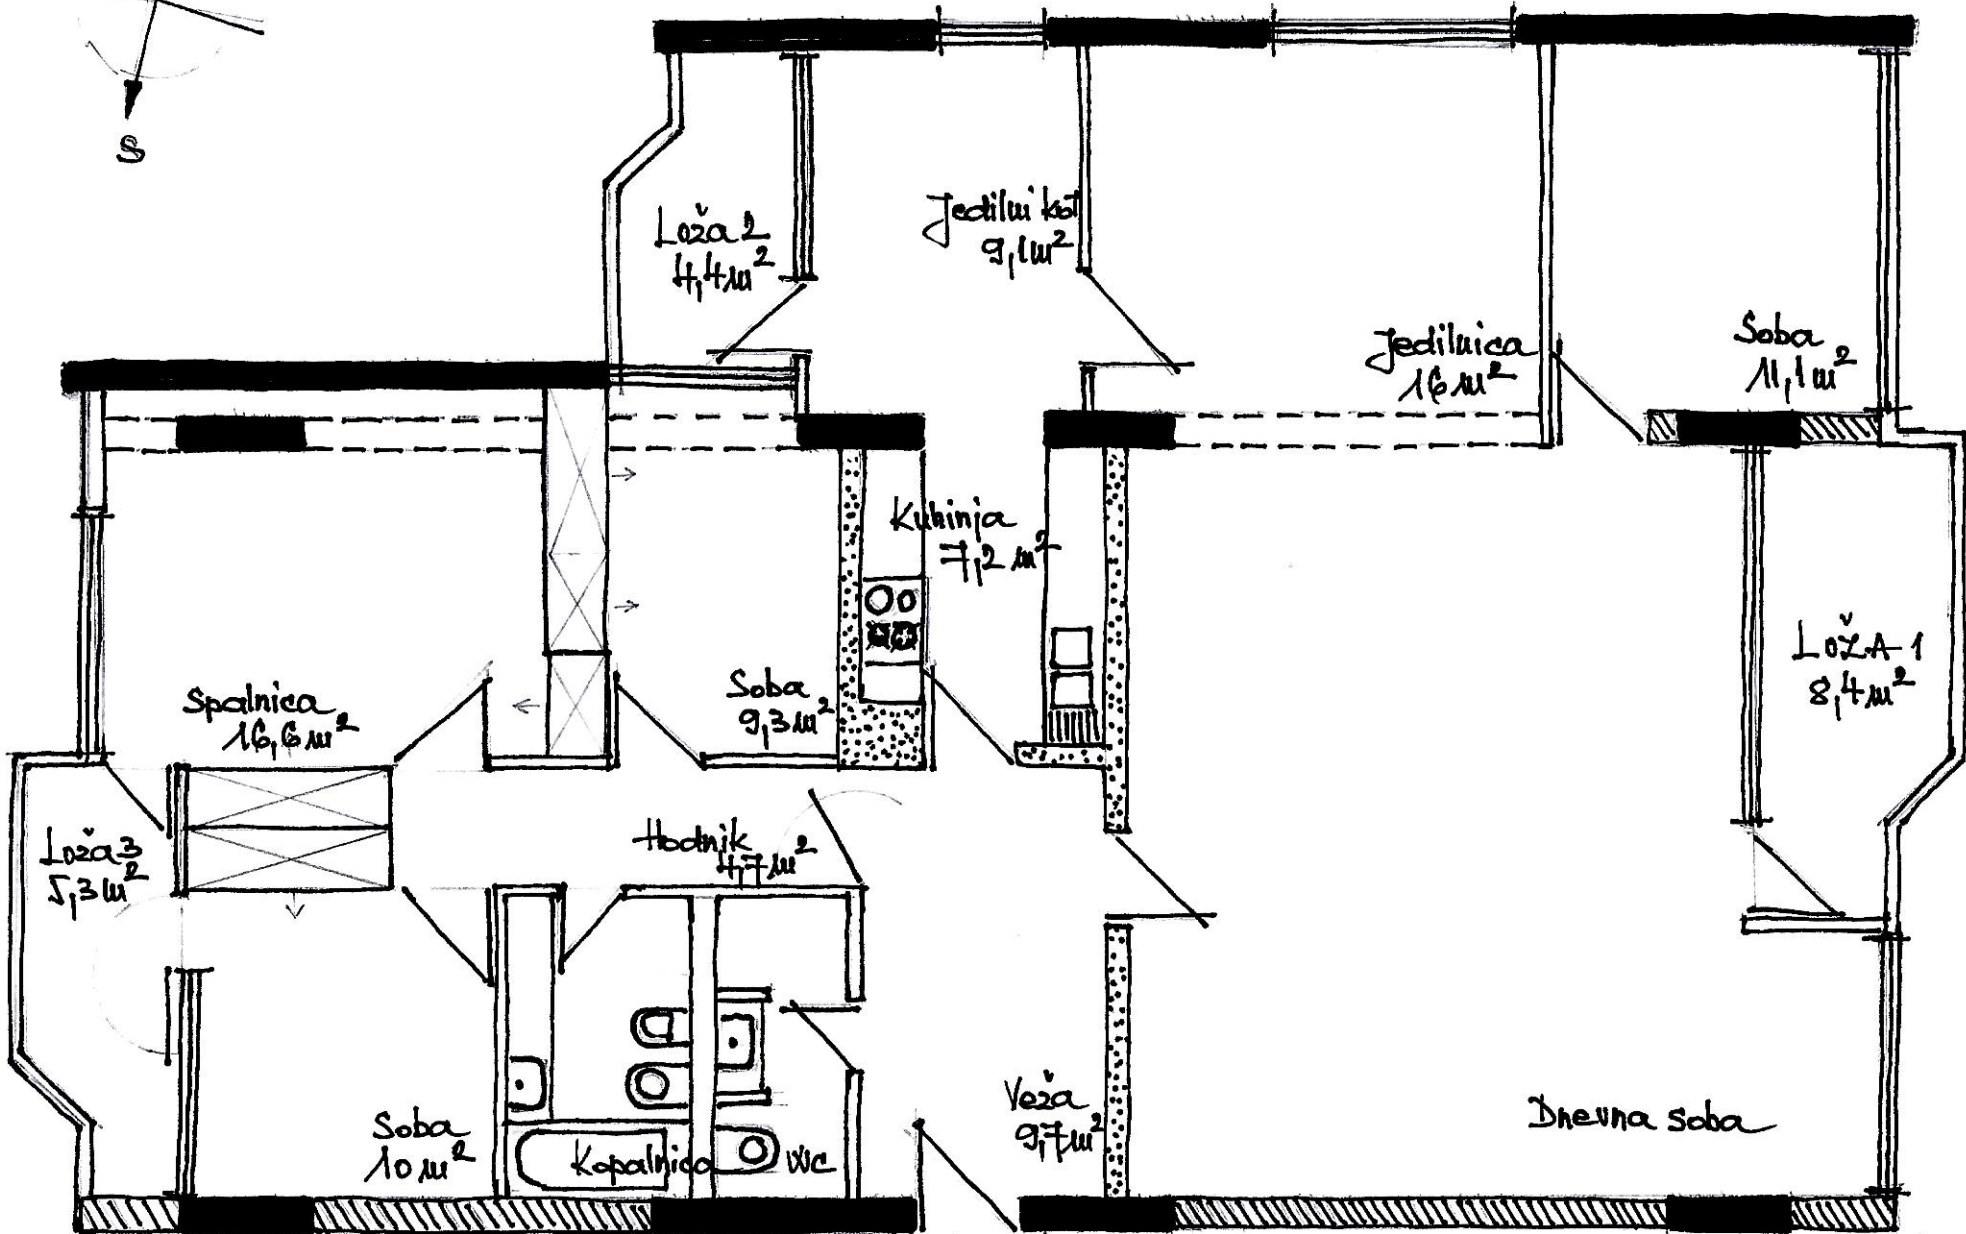 S
Loža 2
4,4 m²
Jedilni kot
9,1 m²
Jedilnica
16 m²
Soba
11,1 m²
Kuhinja
7,2 m²
LOŽA 1
8,4 m²
Spalnica
16,6 m²
Soba
9,3 m²
Loža 3
5,3 m²
Hodnik
4,7 m²
Soba
10 m²
Kopalnica
WC
Veža
9,7 m²
Dnevna soba